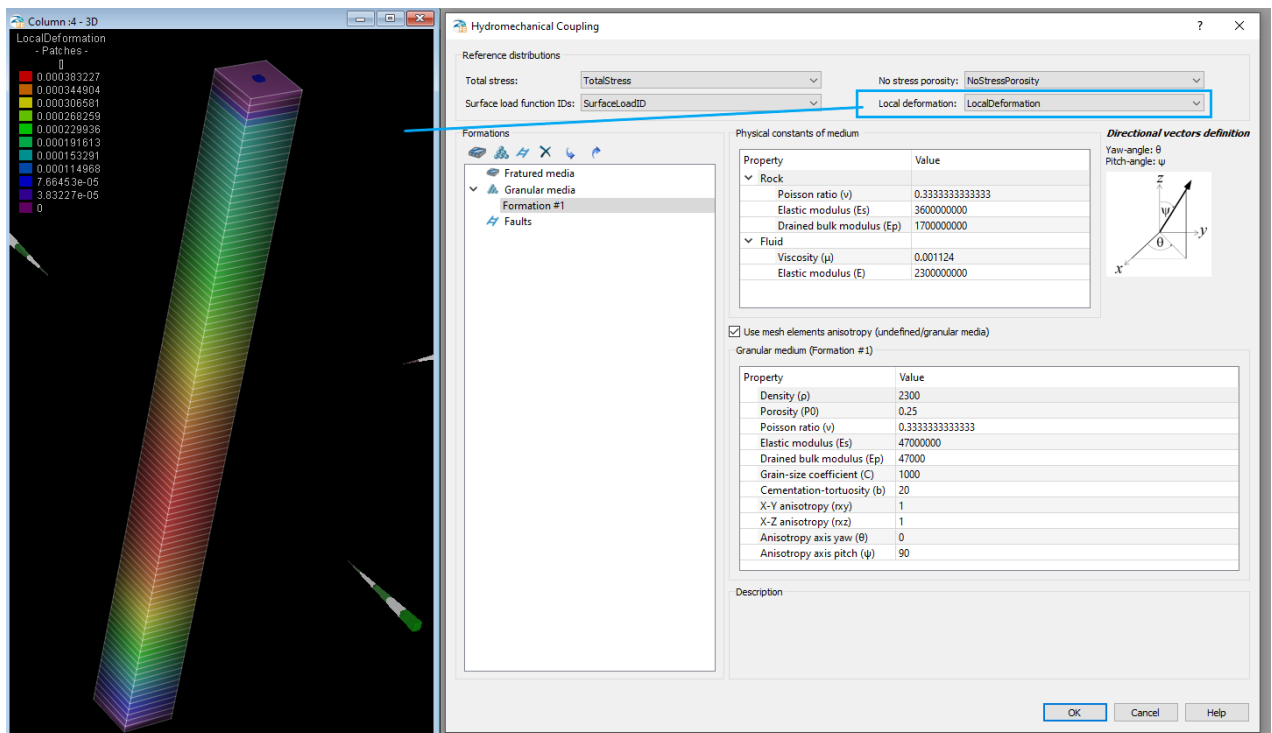 Column :4 - 3D
LocalDeformation
- Patches -
[]
0.000383227
0.000344904
0.000306581
0.000268259
0.000229936
0.000191613
0.000153291
0.000114968
7.66453e-05
3.83227e-05
0
Hydromechanical Coupling
?
Reference distributions
Total stress: TotalStress
No stress porosity: NoStressPorosity
Surface load function IDs: SurfaceLoadID
Local deformation: LocalDeformation
Formations
Fratured media
Granular media
Formation #1
Faults
Physical constants of medium
Property Value
Rock
Poisson ratio (ν) 0.3333333333333
Elastic modulus (Es) 3600000000
Drained bulk modulus (Ep) 1700000000
Fluid
Viscosity (μ) 0.001124
Elastic modulus (E) 2300000000
Directional vectors definition
Yaw-angle: θ
Pitch-angle: ψ
z
ψ
y
θ
x
Use mesh elements anisotropy (undefined/granular media)
Granular medium (Formation #1)
Property Value
Density (ρ) 2300
Porosity (P0) 0.25
Poisson ratio (ν) 0.3333333333333
Elastic modulus (Es) 47000000
Drained bulk modulus (Ep) 47000
Grain-size coefficient (C) 1000
Cementation-tortuosity (b) 20
X-Y anisotropy (rxy) 1
X-Z anisotropy (rxz) 1
Anisotropy axis yaw (θ) 0
Anisotropy axis pitch (ψ) 90
Description
OK Cancel Help